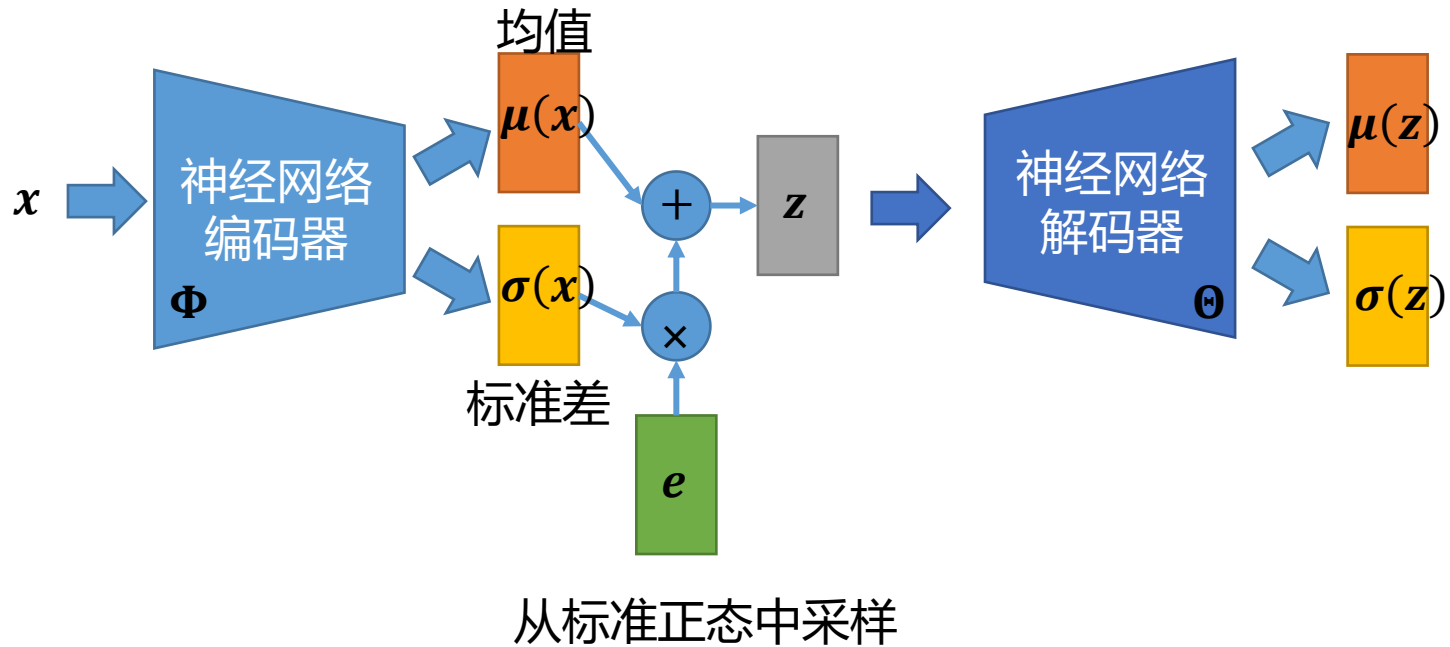 均值
μ(x)
x
神经网络
编码器
Φ
σ(x)
标准差
+
×
e
从标准正态中采样
z
神经网络
解码器
Θ
μ(z)
σ(z)